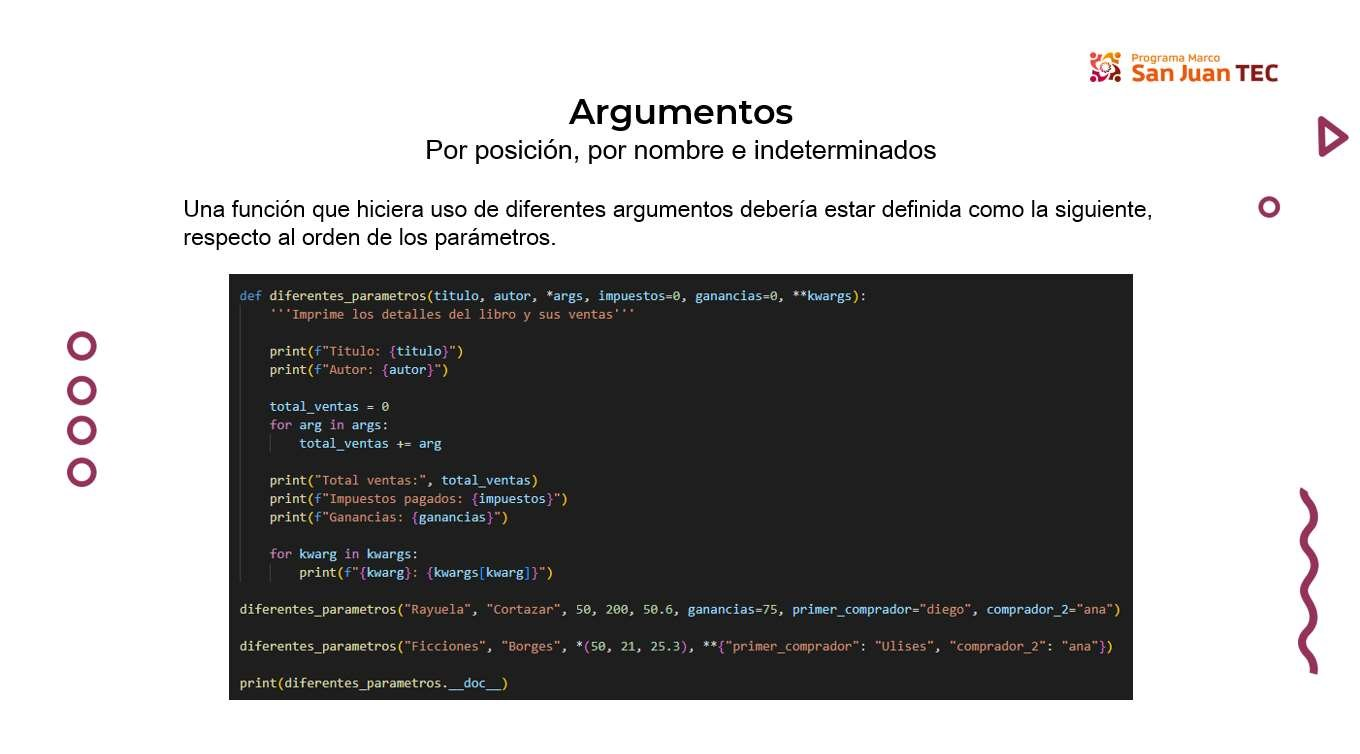 Programa Marco
San Juan TEC
Argumentos
Por posición, por nombre e indeterminados
Una función que hiciera uso de diferentes argumentos debería estar definida como la siguiente,
respecto al orden de los parámetros.
def diferentes_parametros(titulo, autor, *args, impuestos=0, ganancias=0, **kwargs):
    '''Imprime los detalles del libro y sus ventas'''
    print(f"Titulo: {titulo}")
    print(f"Autor: {autor}")
    total_ventas = 0
    for arg in args:
        total_ventas += arg
    print("Total ventas:", total_ventas)
    print(f"Impuestos pagados: {impuestos}")
    print(f"Ganancias: {ganancias}")
    for kwarg in kwargs:
        print(f"{kwarg}: {kwargs[kwarg]}")
diferentes_parametros("Rayuela", "Cortazar", 50, 200, 50.6, ganancias=75, primer_comprador="diego", comprador_2="ana")
diferentes_parametros("Ficciones", "Borges", *(50, 21, 25.3), **{"primer_comprador": "Ulises", "comprador_2": "ana"})
print(diferentes_parametros.__doc__)